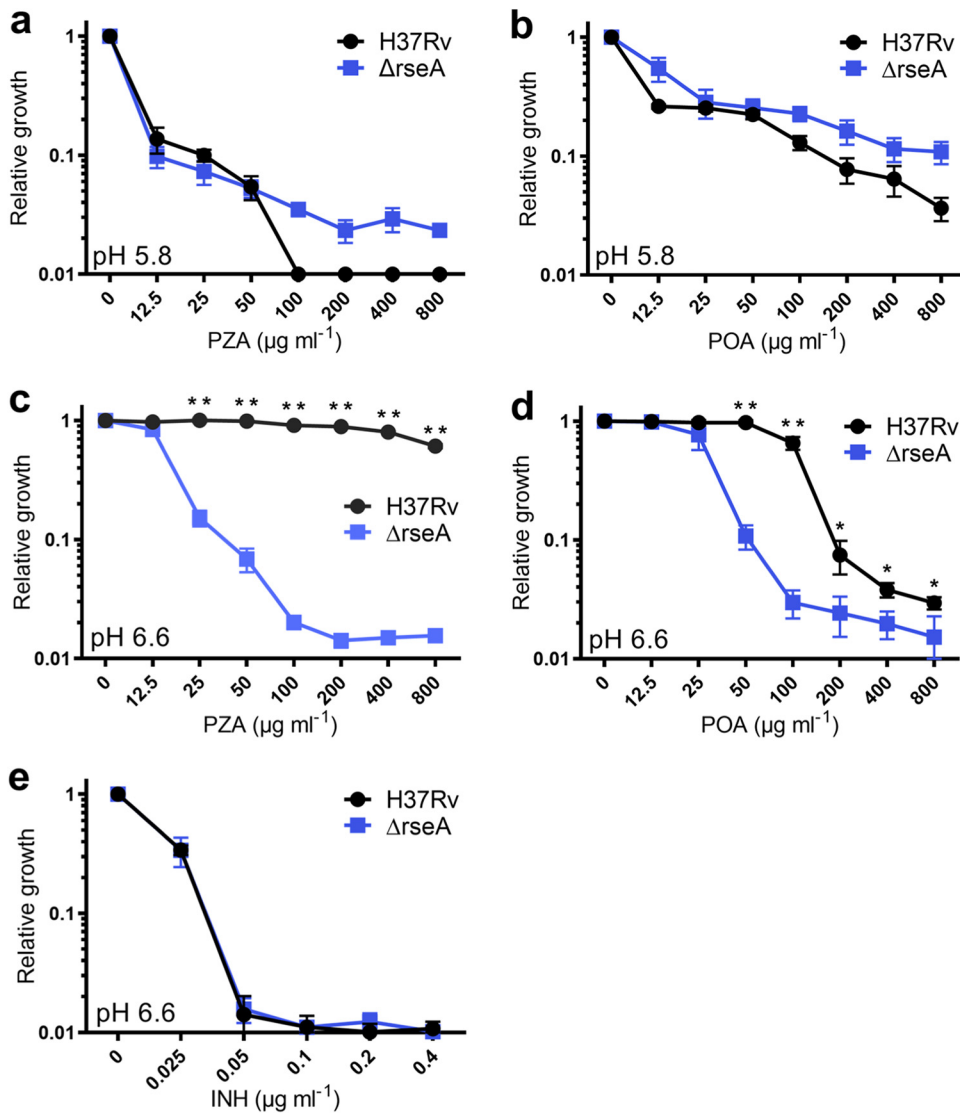 a
Relative growth
1
0.1
0.01
H37Rv
ΔrseA
pH 5.8
0 12.5 25 50 100 200 400 800
PZA (µg ml⁻¹)
b
Relative growth
1
0.1
0.01
H37Rv
ΔrseA
pH 5.8
0 12.5 25 50 100 200 400 800
POA (µg ml⁻¹)
c
Relative growth
1
0.1
0.01
** ** ** ** ** **
H37Rv
ΔrseA
pH 6.6
0 12.5 25 50 100 200 400 800
PZA (µg ml⁻¹)
d
Relative growth
1
0.1
0.01
** ** * * *
H37Rv
ΔrseA
pH 6.6
0 12.5 25 50 100 200 400 800
POA (µg ml⁻¹)
e
Relative growth
1
0.1
0.01
H37Rv
ΔrseA
pH 6.6
0 0.025 0.05 0.1 0.2 0.4
INH (µg ml⁻¹)